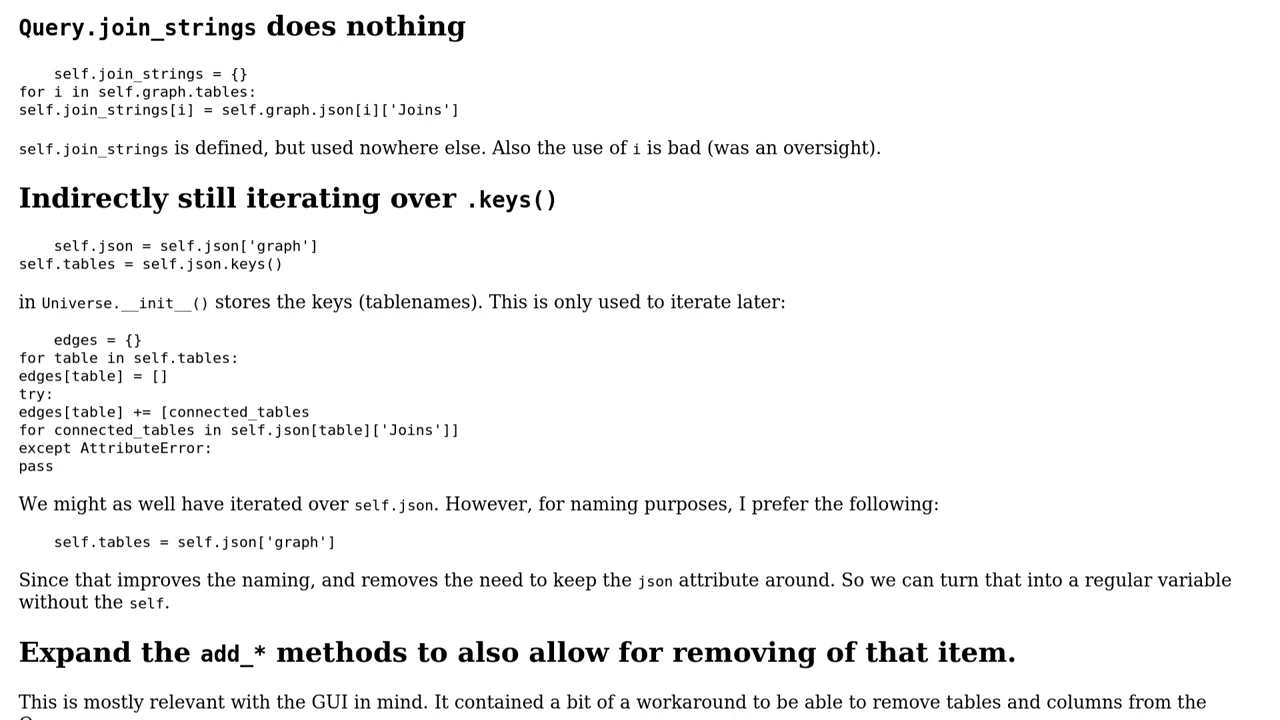 Query.join_strings does nothing
self.join_strings = {}
for i in self.graph.tables:
self.join_strings[i] = self.graph.json[i]['Joins']
self.join_strings is defined, but used nowhere else. Also the use of i is bad (was an oversight).
Indirectly still iterating over .keys()
self.json = self.json['graph']
self.tables = self.json.keys()
in Universe.__init__() stores the keys (tablenames). This is only used to iterate later:
edges = {}
for table in self.tables:
edges[table] = []
try:
edges[table] += [connected_tables
for connected_tables in self.json[table]['Joins']]
except AttributeError:
pass
We might as well have iterated over self.json. However, for naming purposes, I prefer the following:
self.tables = self.json['graph']
Since that improves the naming, and removes the need to keep the json attribute around. So we can turn that into a regular variable
without the self.
Expand the add_* methods to also allow for removing of that item.
This is mostly relevant with the GUI in mind. It contained a bit of a workaround to be able to remove tables and columns from the